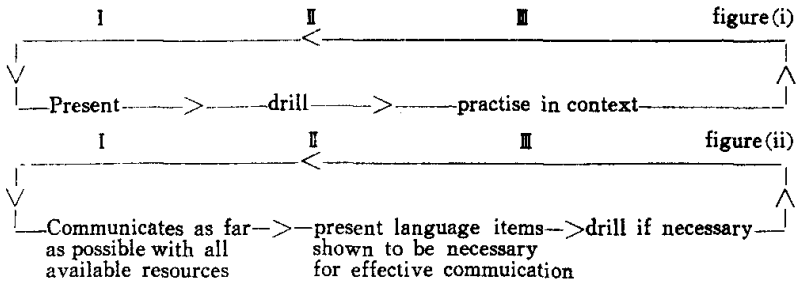 I II III figure(i)
Present drill practise in context
I II III figure(ii)
Communicates as far present language items drill if necessary
as possible with all shown to be necessary
available resources for effective commuication